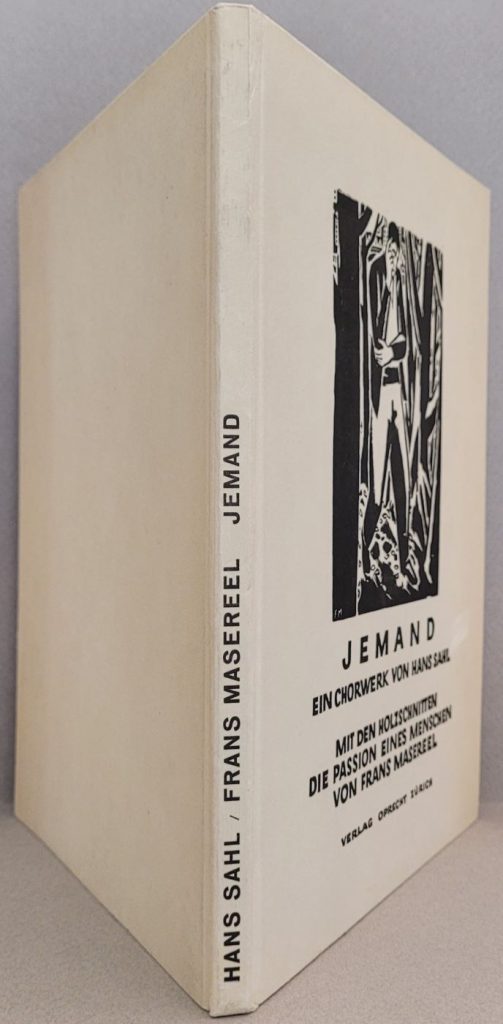 HANS SAHL / FRANS MASEREEL JEMAND
FM
JEMAND
EIN CHORWERK VON HANS SAHL
MIT DEN HOLZSCHNITTEN
DIE PASSION EINES MENSCHEN
VON FRANS MASEREEL
VERLAG OPRECHT ZÜRICH